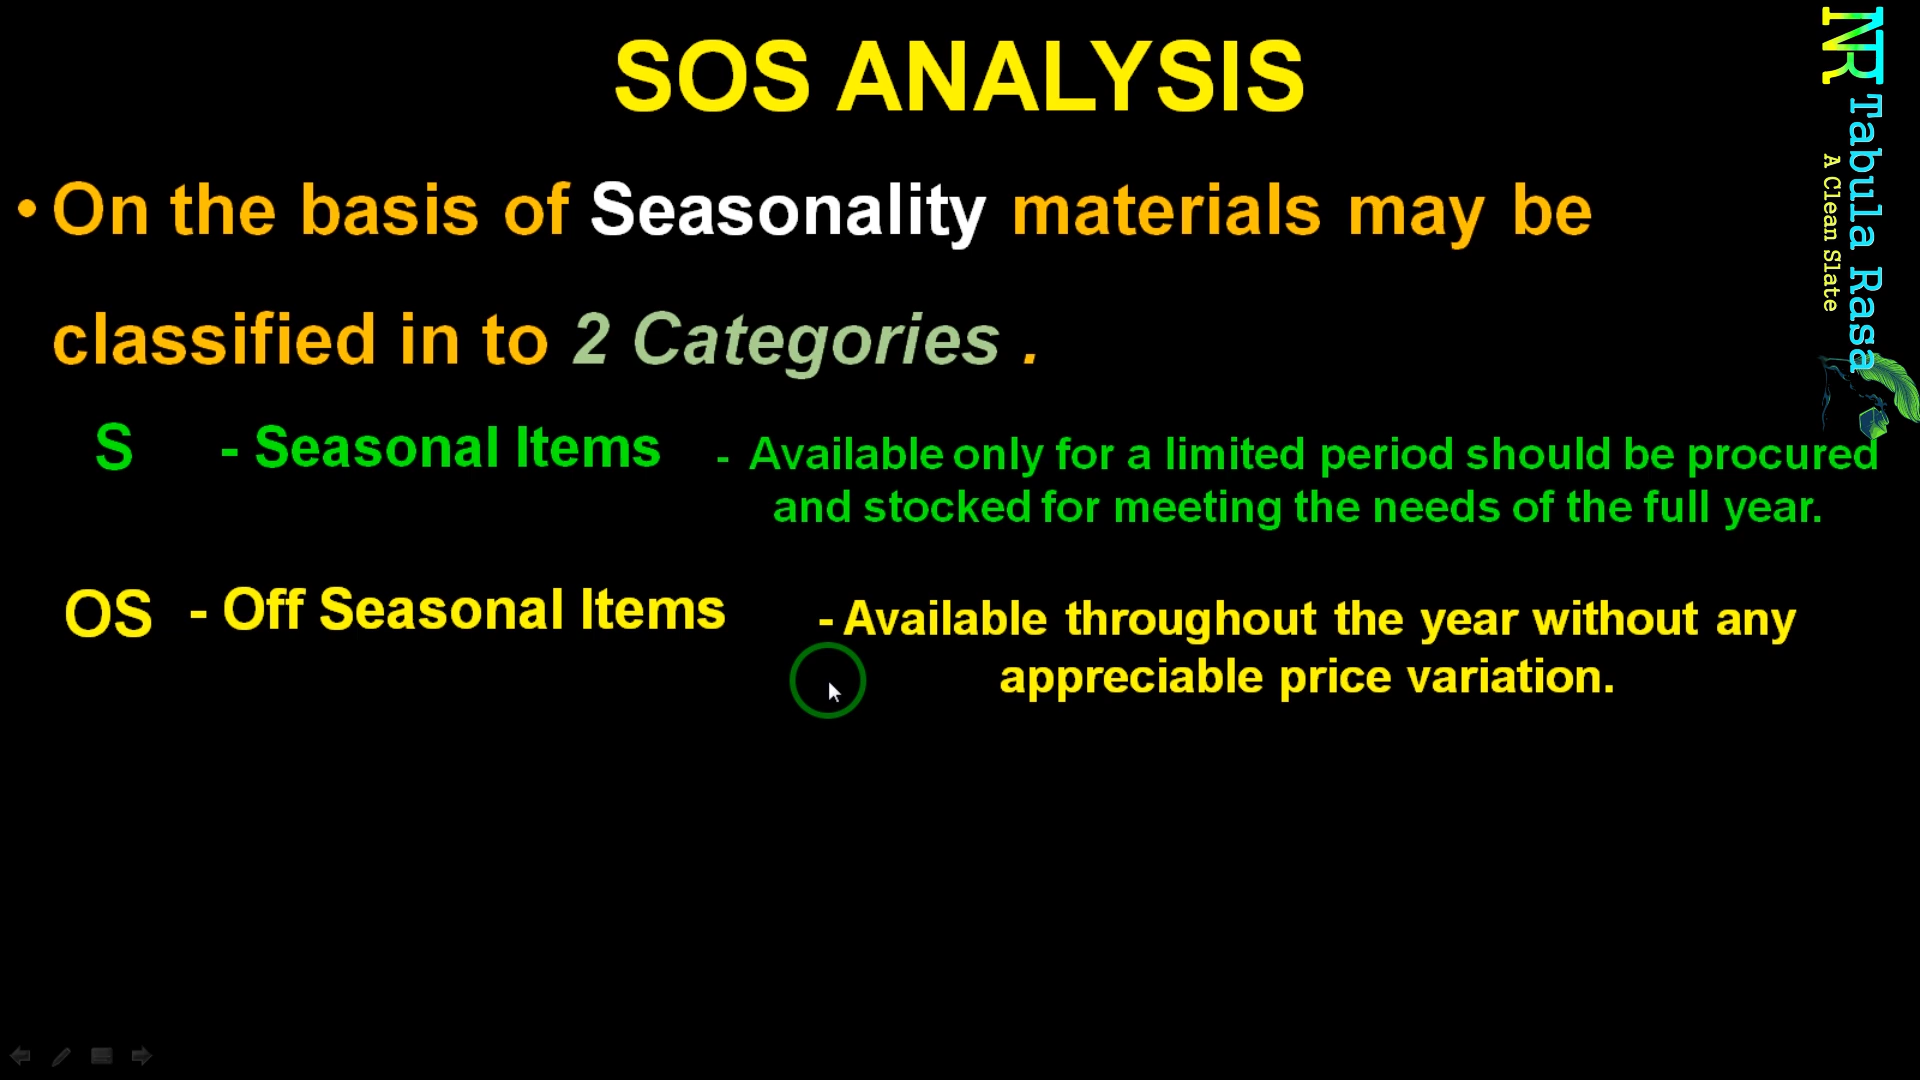 SOS ANALYSIS
• On the basis of Seasonality materials may be
classified in to 2 Categories .
S - Seasonal Items - Available only for a limited period should be procured
and stocked for meeting the needs of the full year.
OS - Off Seasonal Items - Available throughout the year without any
appreciable price variation.
NR Tabula Rasa
A Clean Slate